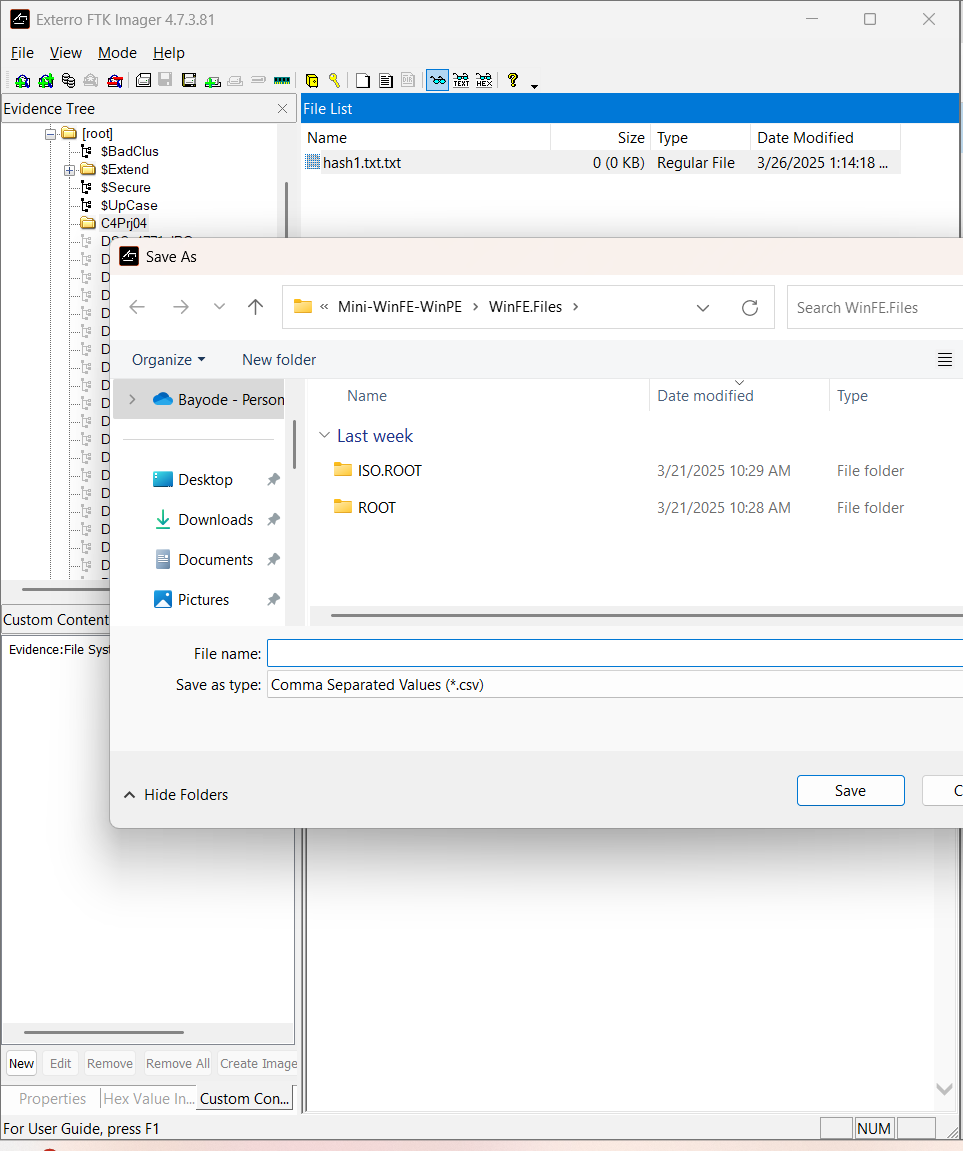 Exterro FTK Imager 4.7.3.81
File View Mode Help
Evidence Tree
File List
[root]
$BadClus
$Extend
$Secure
$UpCase
C4Prj04
Name Size Type Date Modified
hash1.txt.txt 0 (0 KB) Regular File 3/26/2025 1:14:18 ...
Save As
« Mini-WinFE-WinPE > WinFE.Files >
Search WinFE.Files
Organize New folder
Bayode - Person
Desktop
Downloads
Documents
Pictures
Name Date modified Type
Last week
ISO.ROOT 3/21/2025 10:29 AM File folder
ROOT 3/21/2025 10:28 AM File folder
File name:
Save as type: Comma Separated Values (*.csv)
Hide Folders
Save
C
Custom Content
Evidence:File Syst
New Edit Remove Remove All Create Image
Properties Hex Value In... Custom Con...
For User Guide, press F1
NUM